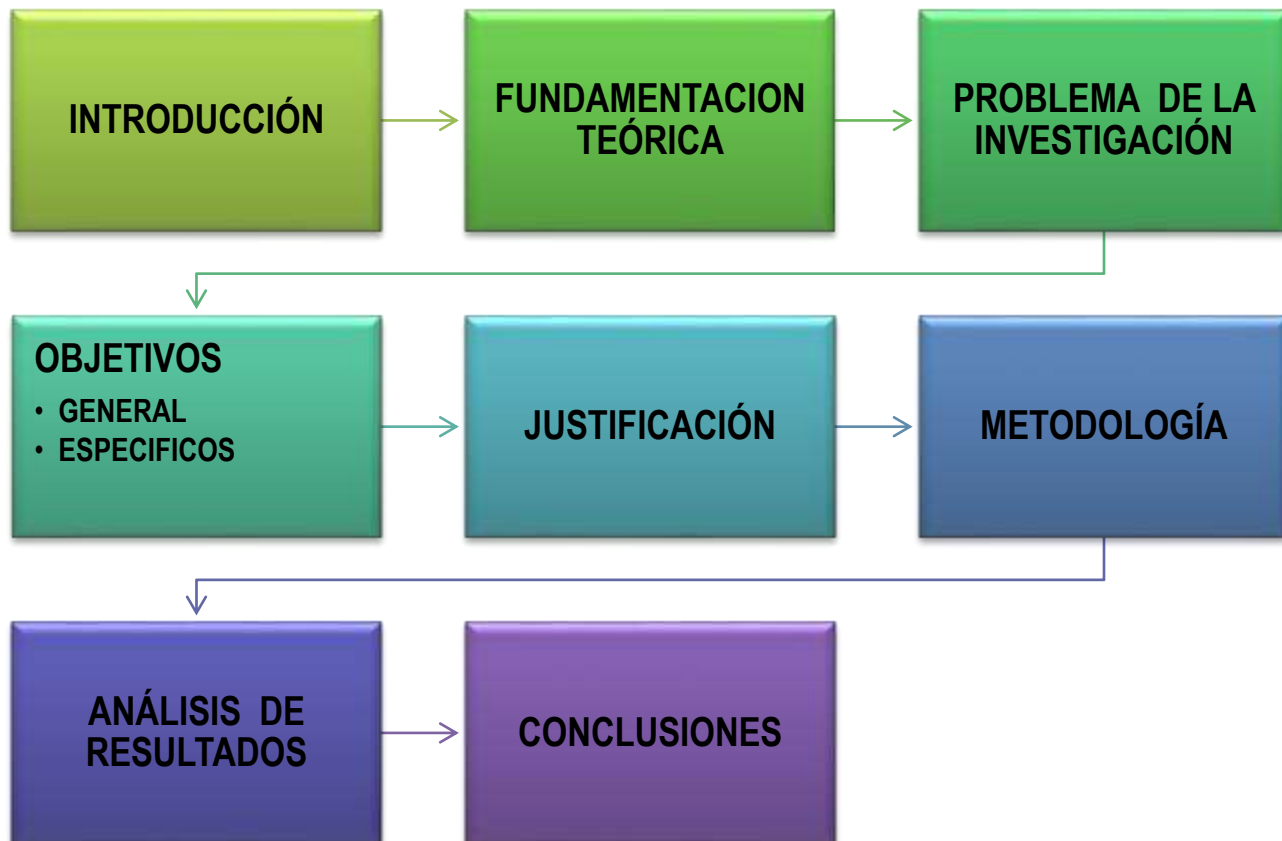 INTRODUCCIÓN
FUNDAMENTACION
TEÓRICA
PROBLEMA DE LA
INVESTIGACIÓN
OBJETIVOS
• GENERAL
• ESPECIFICOS
JUSTIFICACIÓN
METODOLOGÍA
ANÁLISIS DE
RESULTADOS
CONCLUSIONES